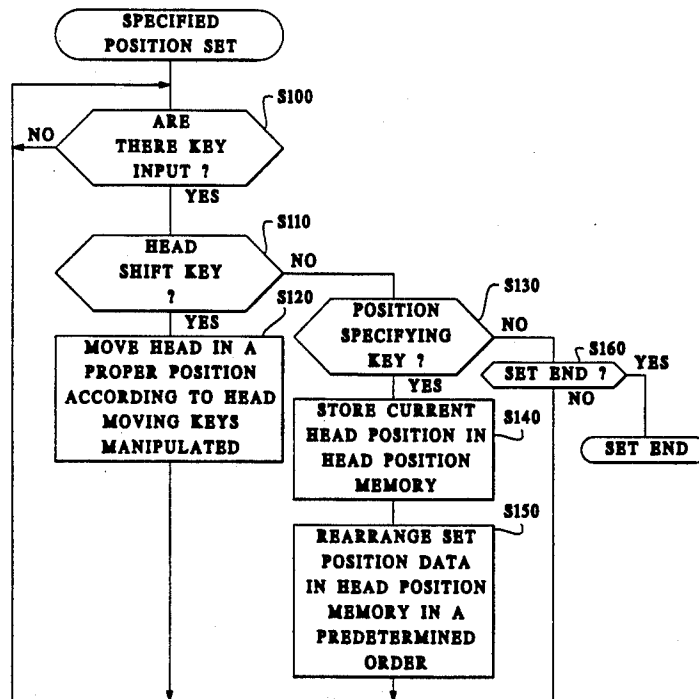 SPECIFIED
POSITION SET
S100
NO
ARE
THERE KEY
INPUT ?
YES
S110
HEAD
SHIFT KEY
?
NO
YES
S120
MOVE HEAD IN A
PROPER POSITION
ACCORDING TO HEAD
MOVING KEYS
MANIPULATED
S130
POSITION
SPECIFYING
KEY ?
NO
YES
S160
SET END ?
YES
NO
SET END
S140
STORE CURRENT
HEAD POSITION IN
HEAD POSITION
MEMORY
S150
REARRANGE SET
POSITION DATA
IN HEAD POSITION
MEMORY IN A
PREDETERMINED
ORDER